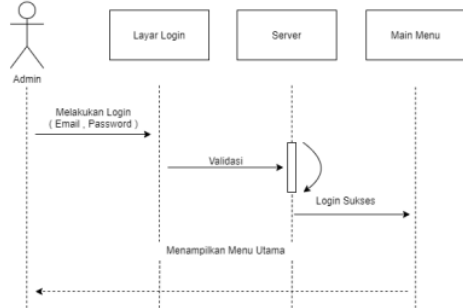 Layar Login
Server
Main Menu
Admin
Melakukan Login
( Email , Password )
Validasi
Login Sukses
Menampilkan Menu Utama